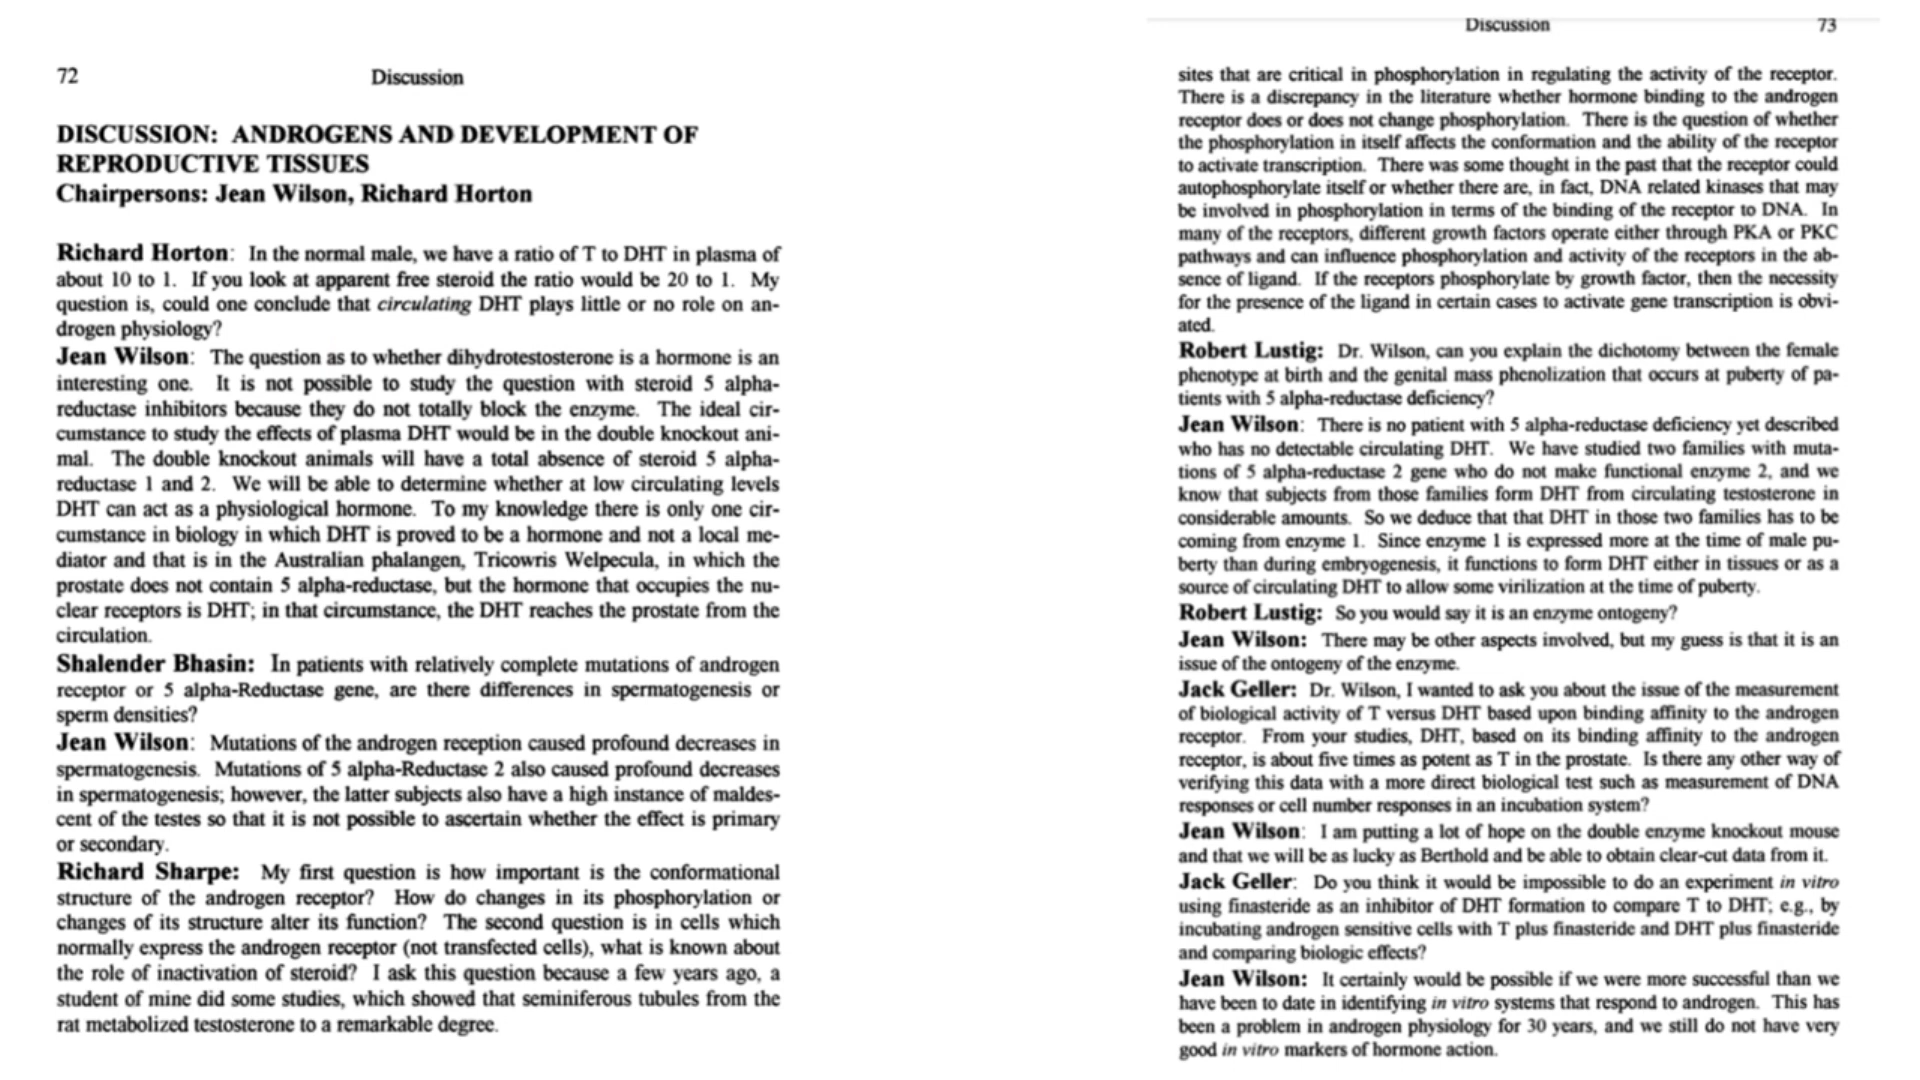 72
Discussion
DISCUSSION: ANDROGENS AND DEVELOPMENT OF
REPRODUCTIVE TISSUES
Chairpersons: Jean Wilson, Richard Horton
Richard Horton: In the normal male, we have a ratio of T to DHT in plasma of
about 10 to 1. If you look at apparent free steroid the ratio would be 20 to 1. My
question is, could one conclude that circulating DHT plays little or no role on an-
drogen physiology?
Jean Wilson: The question as to whether dihydrotestosterone is a hormone is an
interesting one. It is not possible to study the question with steroid 5 alpha-
reductase inhibitors because they do not totally block the enzyme. The ideal cir-
cumstance to study the effects of plasma DHT would be in the double knockout ani-
mal. The double knockout animals will have a total absence of steroid 5 alpha-
reductase 1 and 2. We will be able to determine whether at low circulating levels
DHT can act as a physiological hormone. To my knowledge there is only one cir-
cumstance in biology in which DHT is proved to be a hormone and not a local me-
diator and that is in the Australian phalangen, Tricowris Welpecula, in which the
prostate does not contain 5 alpha-reductase, but the hormone that occupies the nu-
clear receptors is DHT; in that circumstance, the DHT reaches the prostate from the
circulation.
Shalender Bhasin: In patients with relatively complete mutations of androgen
receptor or 5 alpha-Reductase gene, are there differences in spermatogenesis or
sperm densities?
Jean Wilson: Mutations of the androgen reception caused profound decreases in
spermatogenesis. Mutations of 5 alpha-Reductase 2 also caused profound decreases
in spermatogenesis; however, the latter subjects also have a high instance of maldes-
cent of the testes so that it is not possible to ascertain whether the effect is primary
or secondary.
Richard Sharpe: My first question is how important is the conformational
structure of the androgen receptor? How do changes in its phosphorylation or
changes of its structure alter its function? The second question is in cells which
normally express the androgen receptor (not transfected cells), what is known about
the role of inactivation of steroid? I ask this question because a few years ago, a
student of mine did some studies, which showed that seminiferous tubules from the
rat metabolized testosterone to a remarkable degree.
Discussion
73
sites that are critical in phosphorylation in regulating the activity of the receptor.
There is a discrepancy in the literature whether hormone binding to the androgen
receptor does or does not change phosphorylation. There is the question of whether
the phosphorylation in itself affects the conformation and the ability of the receptor
to activate transcription. There was some thought in the past that the receptor could
autophosphorylate itself or whether there are, in fact, DNA related kinases that may
be involved in phosphorylation in terms of the binding of the receptor to DNA. In
many of the receptors, different growth factors operate either through PKA or PKC
pathways and can influence phosphorylation and activity of the receptors in the ab-
sence of ligand. If the receptors phosphorylate by growth factor, then the necessity
for the presence of the ligand in certain cases to activate gene transcription is obvi-
ated.
Robert Lustig: Dr. Wilson, can you explain the dichotomy between the female
phenotype at birth and the genital mass phenolization that occurs at puberty of pa-
tients with 5 alpha-reductase deficiency?
Jean Wilson: There is no patient with 5 alpha-reductase deficiency yet described
who has no detectable circulating DHT. We have studied two families with muta-
tions of 5 alpha-reductase 2 gene who do not make functional enzyme 2, and we
know that subjects from those families form DHT from circulating testosterone in
considerable amounts. So we deduce that that DHT in those two families has to be
coming from enzyme 1. Since enzyme 1 is expressed more at the time of male pu-
berty than during embryogenesis, it functions to form DHT either in tissues or as a
source of circulating DHT to allow some virilization at the time of puberty.
Robert Lustig: So you would say it is an enzyme ontogeny?
Jean Wilson: There may be other aspects involved, but my guess is that it is an
issue of the ontogeny of the enzyme.
Jack Geller: Dr. Wilson, I wanted to ask you about the issue of the measurement
of biological activity of T versus DHT based upon binding affinity to the androgen
receptor. From your studies, DHT, based on its binding affinity to the androgen
receptor, is about five times as potent as T in the prostate. Is there any other way of
verifying this data with a more direct biological test such as measurement of DNA
responses or cell number responses in an incubation system?
Jean Wilson: I am putting a lot of hope on the double enzyme knockout mouse
and that we will be as lucky as Berthold and be able to obtain clear-cut data from it.
Jack Geller: Do you think it would be impossible to do an experiment in vitro
using finasteride as an inhibitor of DHT formation to compare T to DHT; e.g., by
incubating androgen sensitive cells with T plus finasteride and DHT plus finasteride
and comparing biologic effects?
Jean Wilson: It certainly would be possible if we were more successful than we
have been to date in identifying in vitro systems that respond to androgen. This has
been a problem in androgen physiology for 30 years, and we still do not have very
good in vitro markers of hormone action.